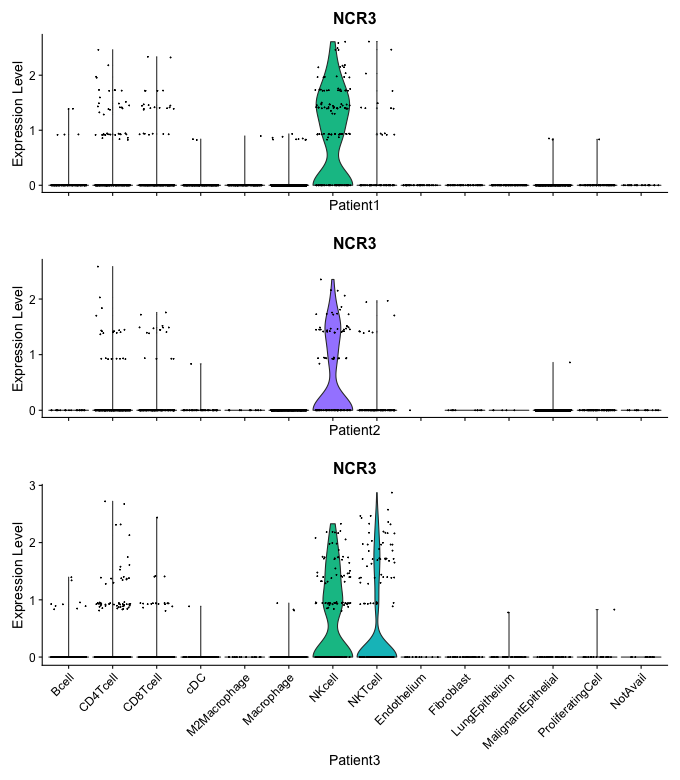 NCR3
Expression Level
2
1
0
Patient1
NCR3
Expression Level
2
1
0
Patient2
NCR3
Expression Level
3
2
1
0
Bcell
CD4Tcell
CD8Tcell
cDC
M2Macrophage
Macrophage
NKcell
NKTcell
Endothelium
Fibroblast
LungEpithelium
MalignantEpithelial
ProliferatingCell
NotAvail
Patient3